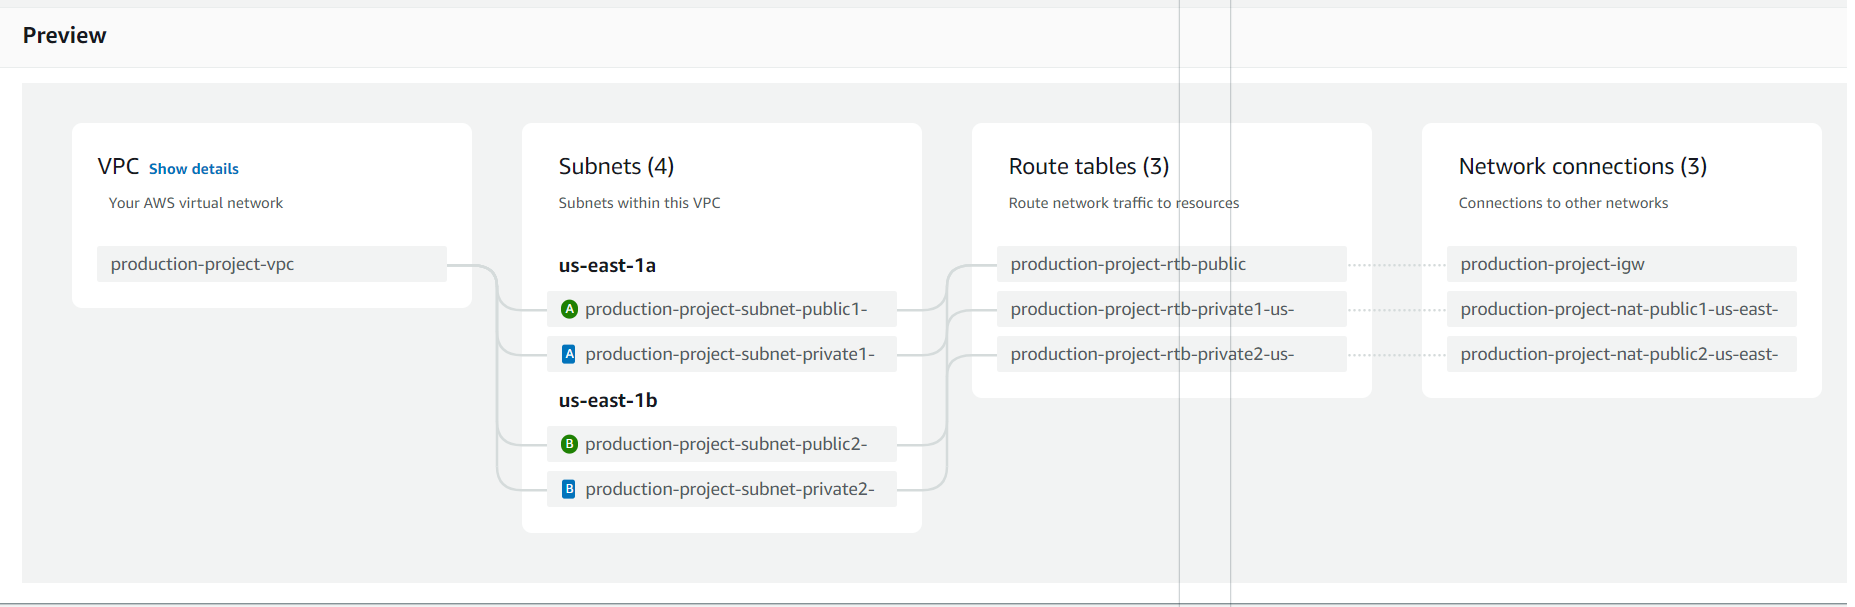 Preview
VPC Show details
Your AWS virtual network
production-project-vpc
Subnets (4)
Subnets within this VPC
us-east-1a
A production-project-subnet-public1-
A production-project-subnet-private1-
us-east-1b
B production-project-subnet-public2-
B production-project-subnet-private2-
Route tables (3)
Route network traffic to resources
production-project-rtb-public
production-project-rtb-private1-us-
production-project-rtb-private2-us-
Network connections (3)
Connections to other networks
production-project-igw
production-project-nat-public1-us-east-
production-project-nat-public2-us-east-